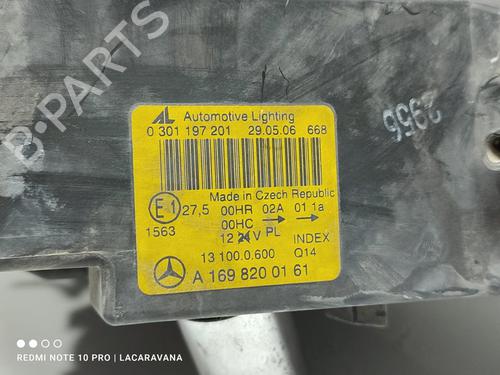 B-PARTS
AL Automotive Lighting
0 301 197 201 29.05.06 668
Made in Czech Republic
E1 27,5 00HR 02A 01 1a
1563 00HC
12 24V PL
INDEX
13 100.0.600 Q14
A 169 820 01 61
2956
REDMI NOTE 10 PRO | LACARAVANA